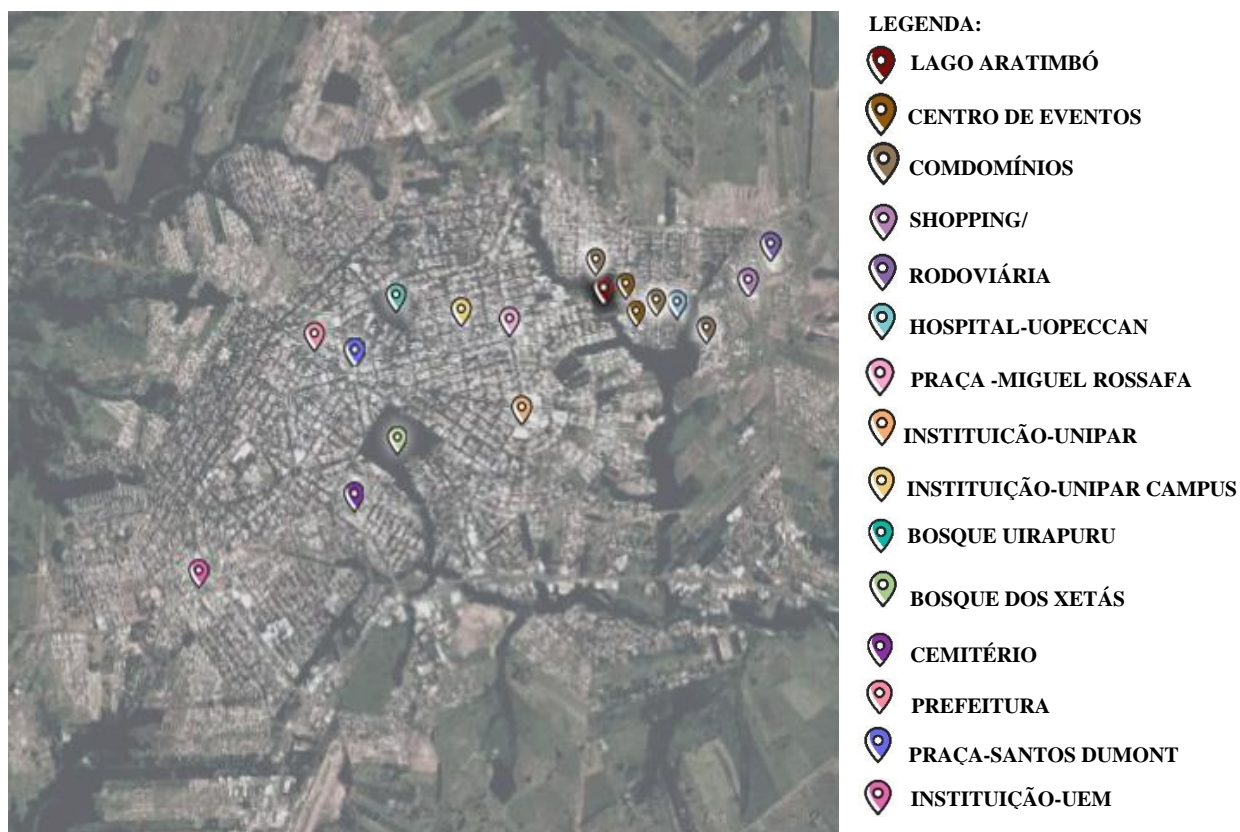 LEGENDA:
LAGO ARATIMBÓ
CENTRO DE EVENTOS
COMDOMÍNIOS
SHOPPING/
RODOVIÁRIA
HOSPITAL-UOPECCAN
PRAÇA -MIGUEL ROSSAFA
INSTITUICÃO-UNIPAR
INSTITUIÇÃO-UNIPAR CAMPUS
BOSQUE UIRAPURU
BOSQUE DOS XETÁS
CEMITÉRIO
PREFEITURA
PRAÇA-SANTOS DUMONT
INSTITUIÇÃO-UEM